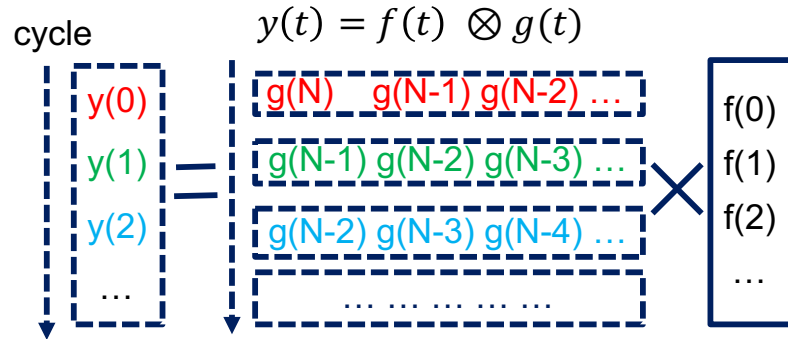 y(t) = f(t) ⊗ g(t)
cycle
y(0)
y(1)
y(2)
...
=
g(N) g(N-1) g(N-2) ...
g(N-1) g(N-2) g(N-3) ...
g(N-2) g(N-3) g(N-4) ...
... ... ... ... ...
×
f(0)
f(1)
f(2)
...